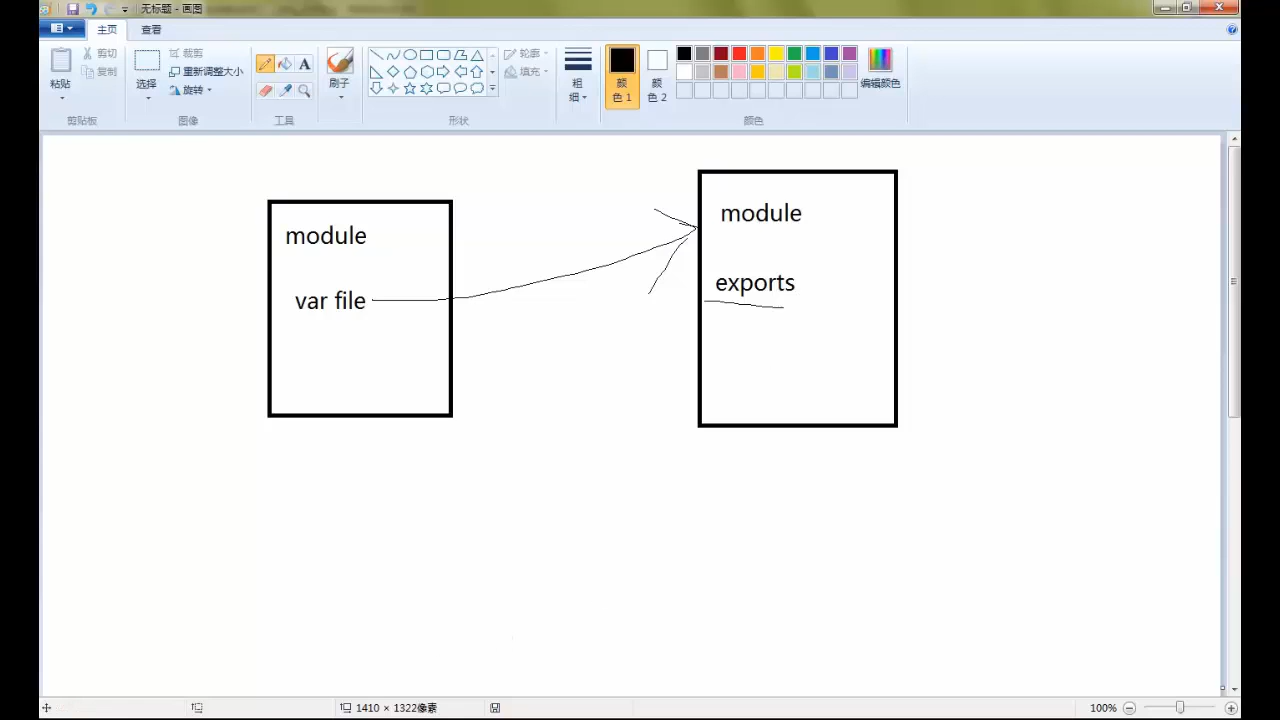 无标题 - 画图
主页
查看
粘贴
剪切
复制
剪贴板
选择
裁剪
重新调整大小
旋转
图像
A
工具
刷子
轮廓
填充
形状
粗
细
颜
色 1
颜
色 2
编辑颜色
颜色
module
var file
module
exports
1410 × 1322像素
100%